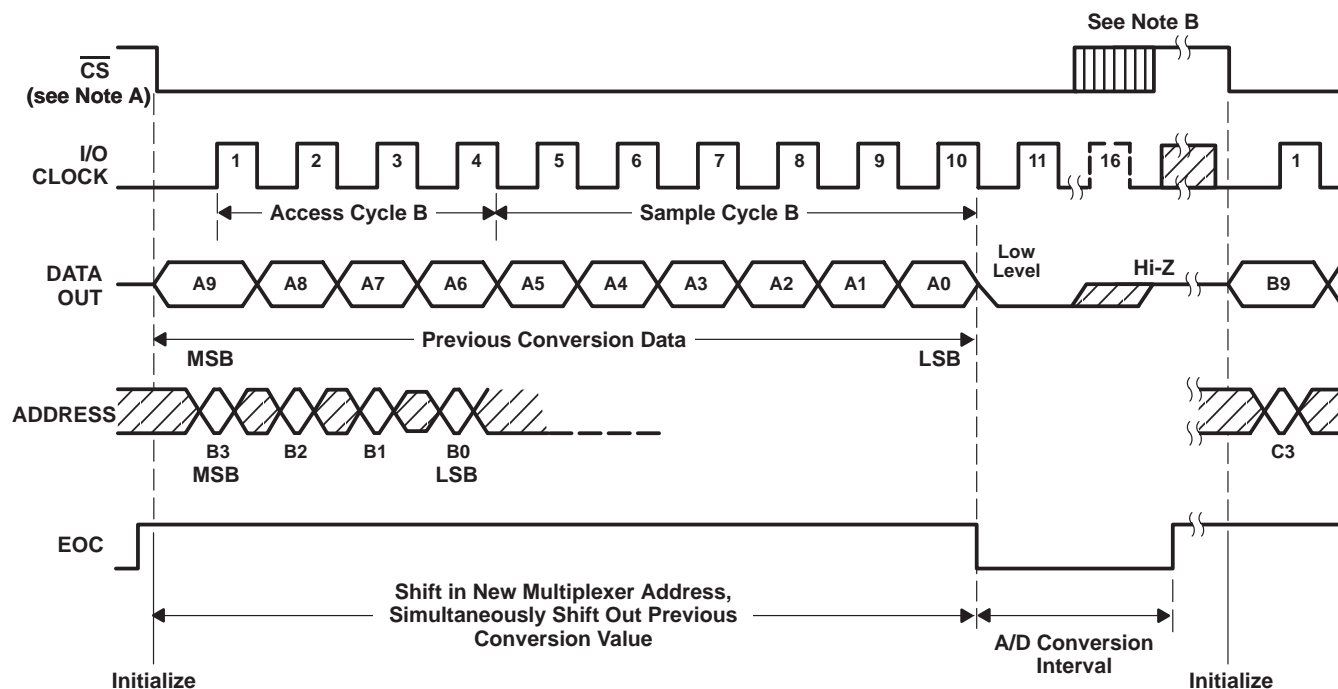 See Note B
CS
(see Note A)
I/O
CLOCK
1 2 3 4 5 6 7 8 9 10 11 16 1
Access Cycle B
Sample Cycle B
DATA
OUT
A9 A8 A7 A6 A5 A4 A3 A2 A1 A0
Low
Level
Hi-Z
B9
Previous Conversion Data
MSB
LSB
ADDRESS
B3 B2 B1 B0 C3
MSB LSB
EOC
Shift in New Multiplexer Address,
Simultaneously Shift Out Previous
Conversion Value
A/D Conversion
Interval
Initialize
Initialize